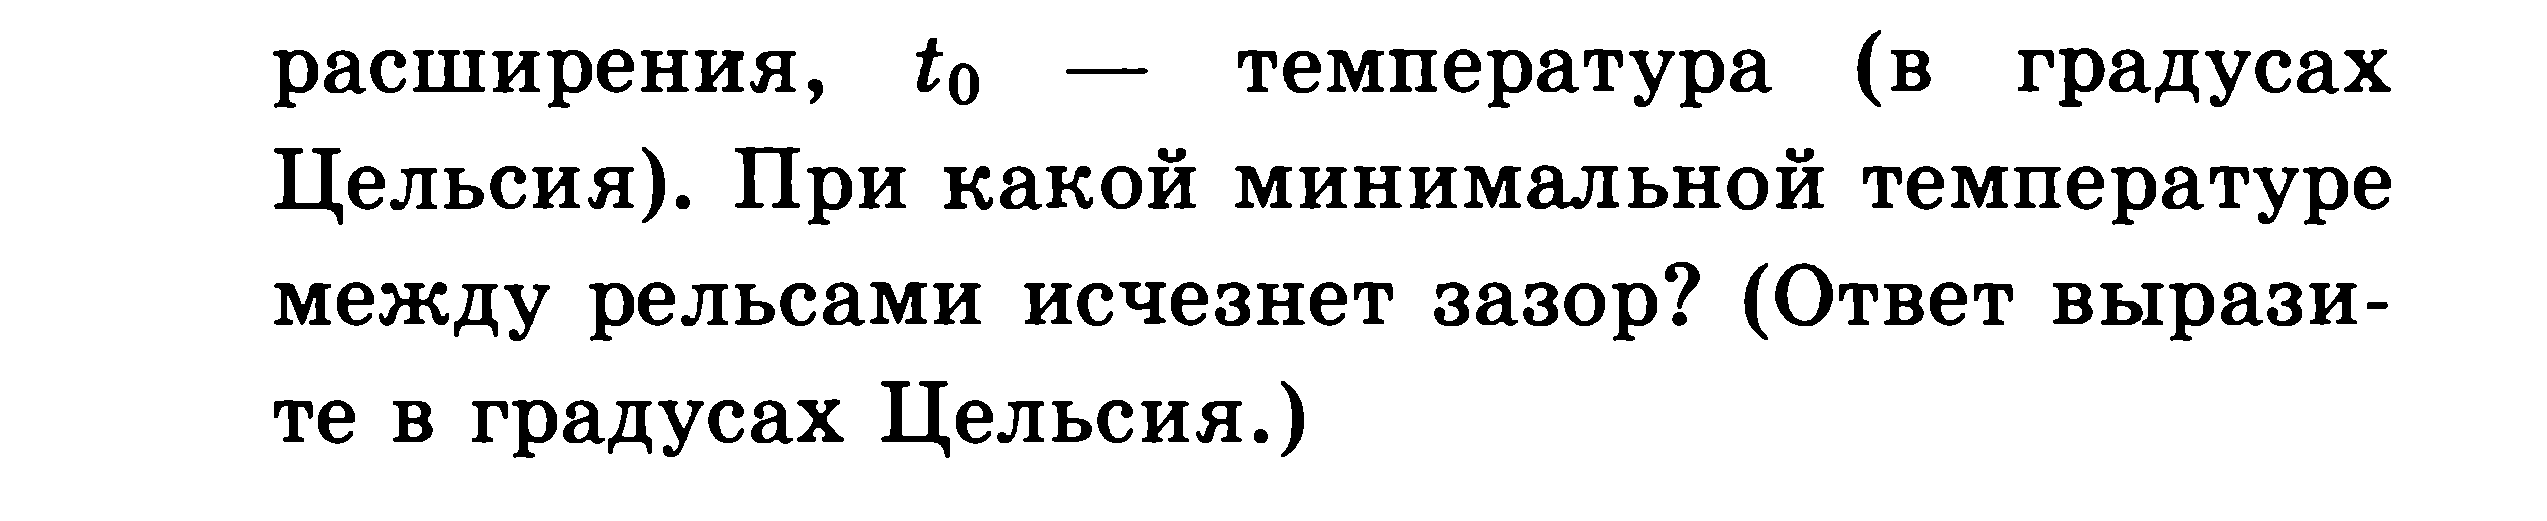 расширения, t₀ — температура (в градусах
Цельсия). При какой минимальной температуре
между рельсами исчезнет зазор? (Ответ вырази-
те в градусах Цельсия.)